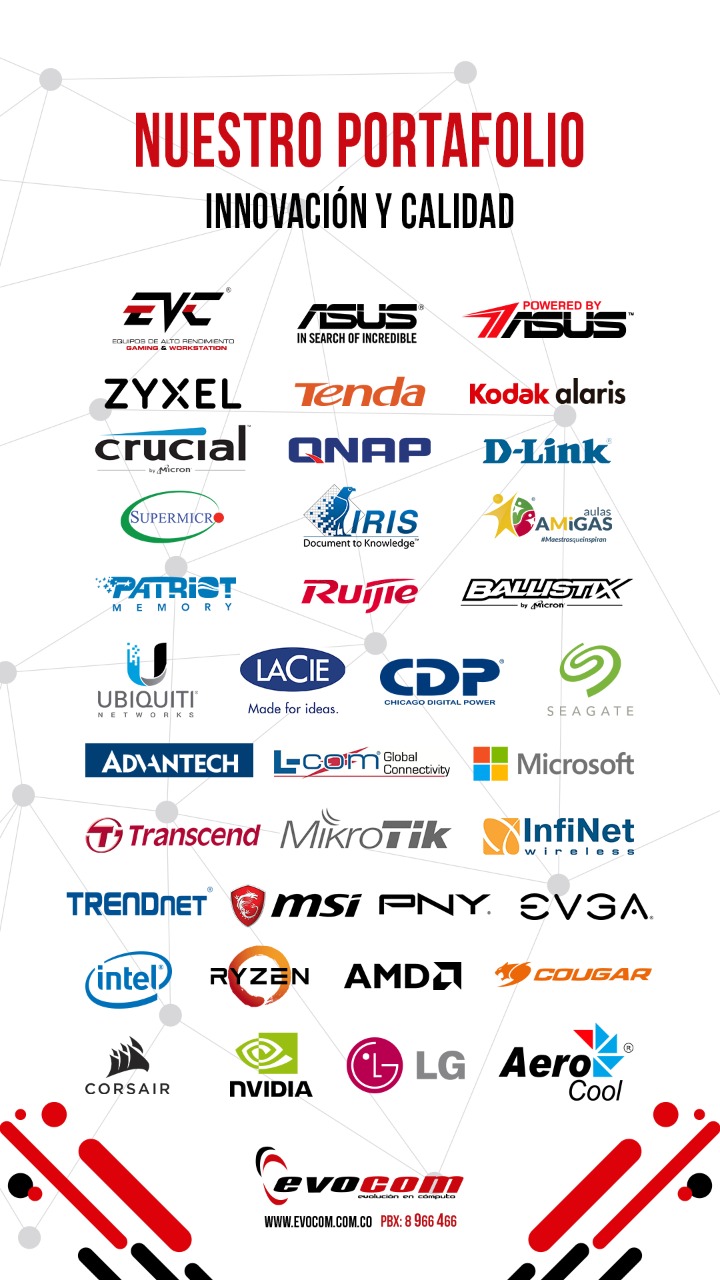 NUESTRO PORTAFOLIO
INNOVACIÓN Y CALIDAD
EVC®
EQUIPOS DE ALTO RENDIMIENTO
GAMING & WORKSTATION
ASUS®
IN SEARCH OF INCREDIBLE
POWERED BY
ASUS™
ZYXEL
Tenda
Kodak alaris
crucial
by Micron
QNAP
D-Link®
SUPERMICRO
IRIS
Document to Knowledge™
aulas
AMiGAS
#Maestrosqueinspiran
PATRIOT
MEMORY
Ruijie
BALLISTIX
by Micron
UBIQUITI®
NETWORKS
LACIE
Made for ideas.
CDP®
CHICAGO DIGITAL POWER
SEAGATE
ADVANTECH
L-com® Global
Connectivity
Microsoft
Transcend
MikroTik
InfiNet
wireless
TRENDNET®
msi
PNY®
EVGA®
intel®
RYZEN
AMD
COUGAR
CORSAIR
NVIDIA
LG
Aero®
Cool
evocom
evolución en cómputo
WWW.EVOCOM.COM.CO PBX: 8 966 466